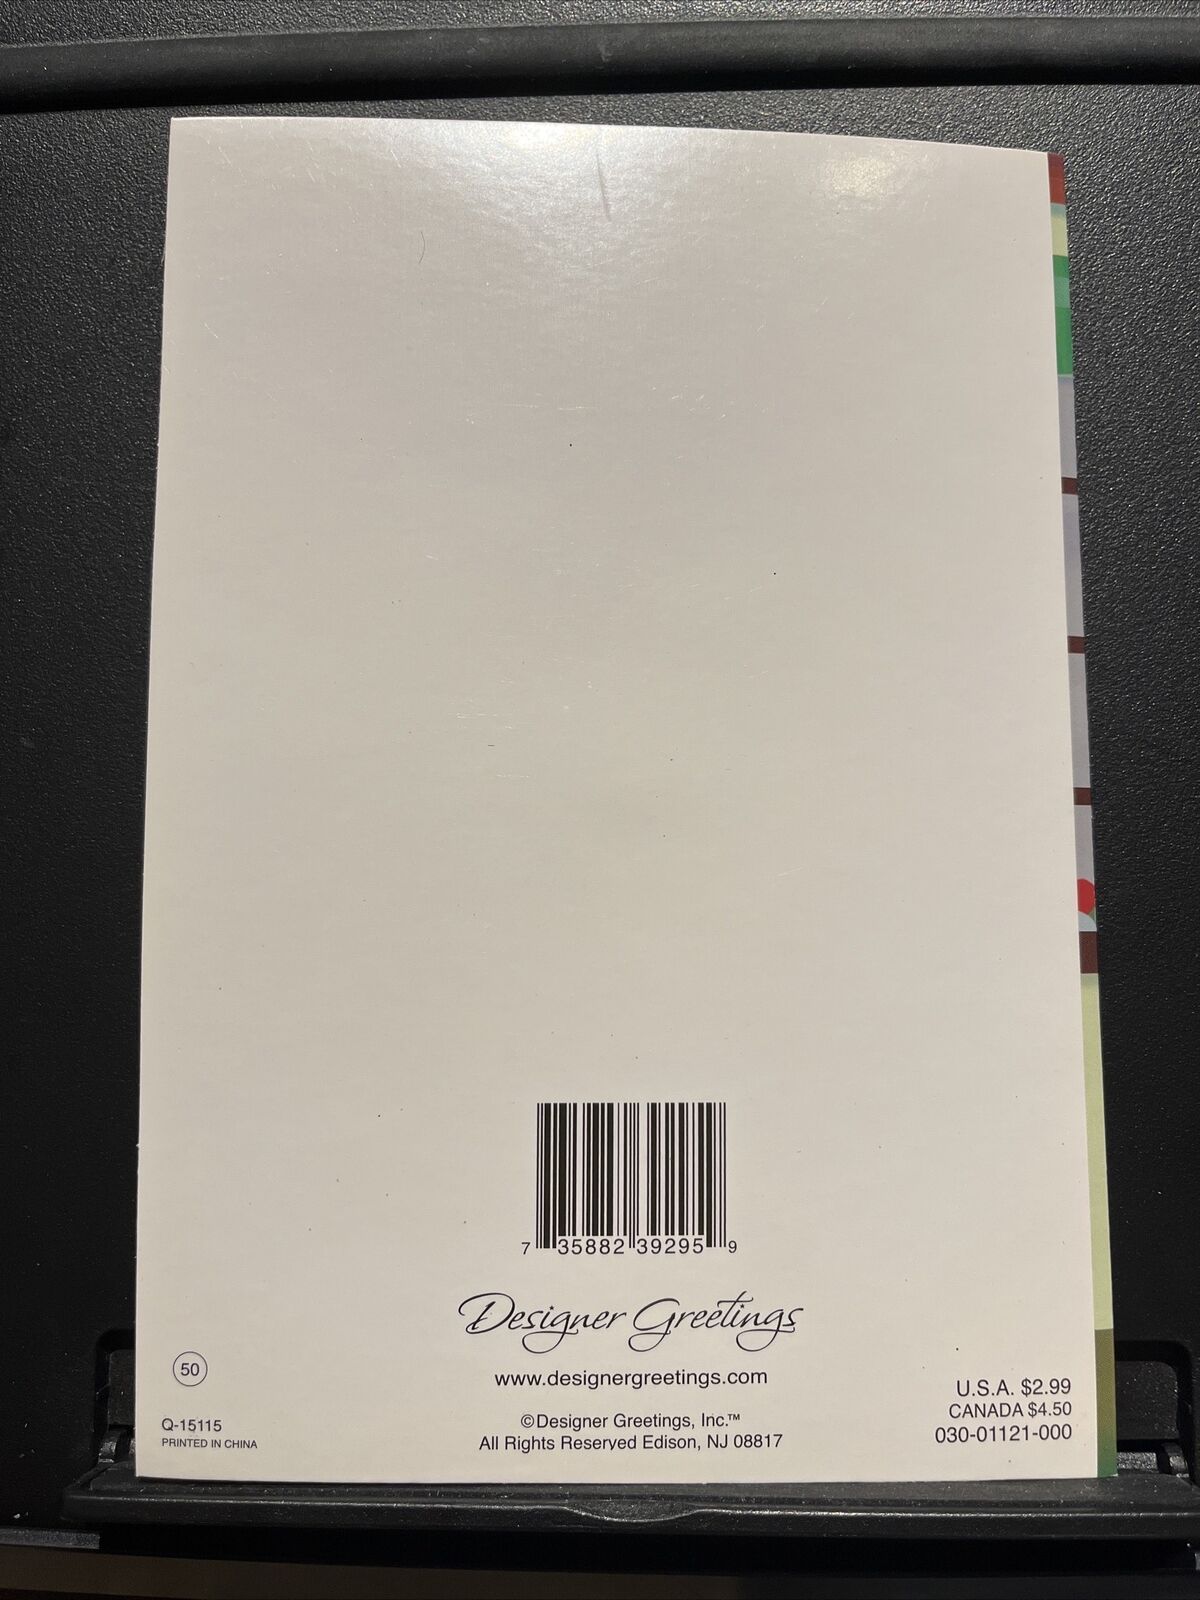 7 35882 39295 9
Designer Greetings
www.designergreetings.com
©Designer Greetings, Inc.™
All Rights Reserved Edison, NJ 08817
50
Q-15115
PRINTED IN CHINA
U.S.A. $2.99
CANADA $4.50
030-01121-000